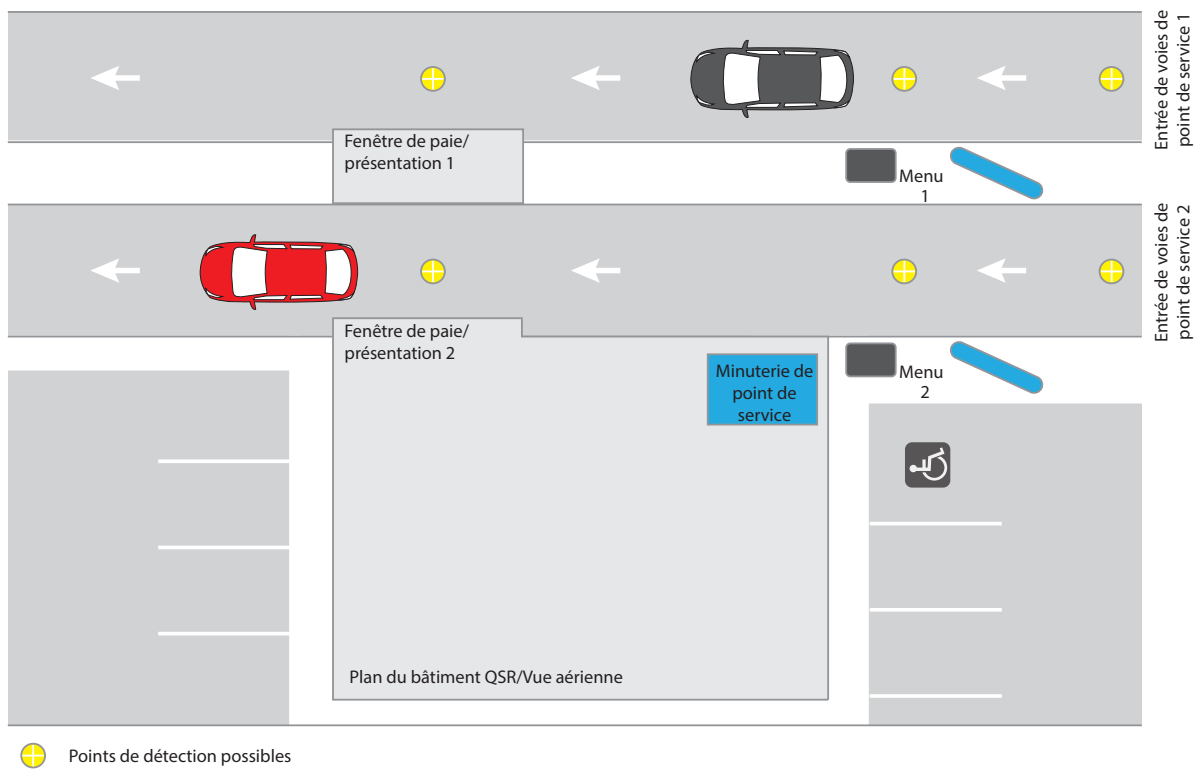 Entrée de voies de
point de service 1
Fenêtre de paie/
présentation 1
Menu
1
Entrée de voies de
point de service 2
Fenêtre de paie/
présentation 2
Minuterie de
point de
service
Menu
2
Plan du bâtiment QSR/Vue aérienne
Points de détection possibles